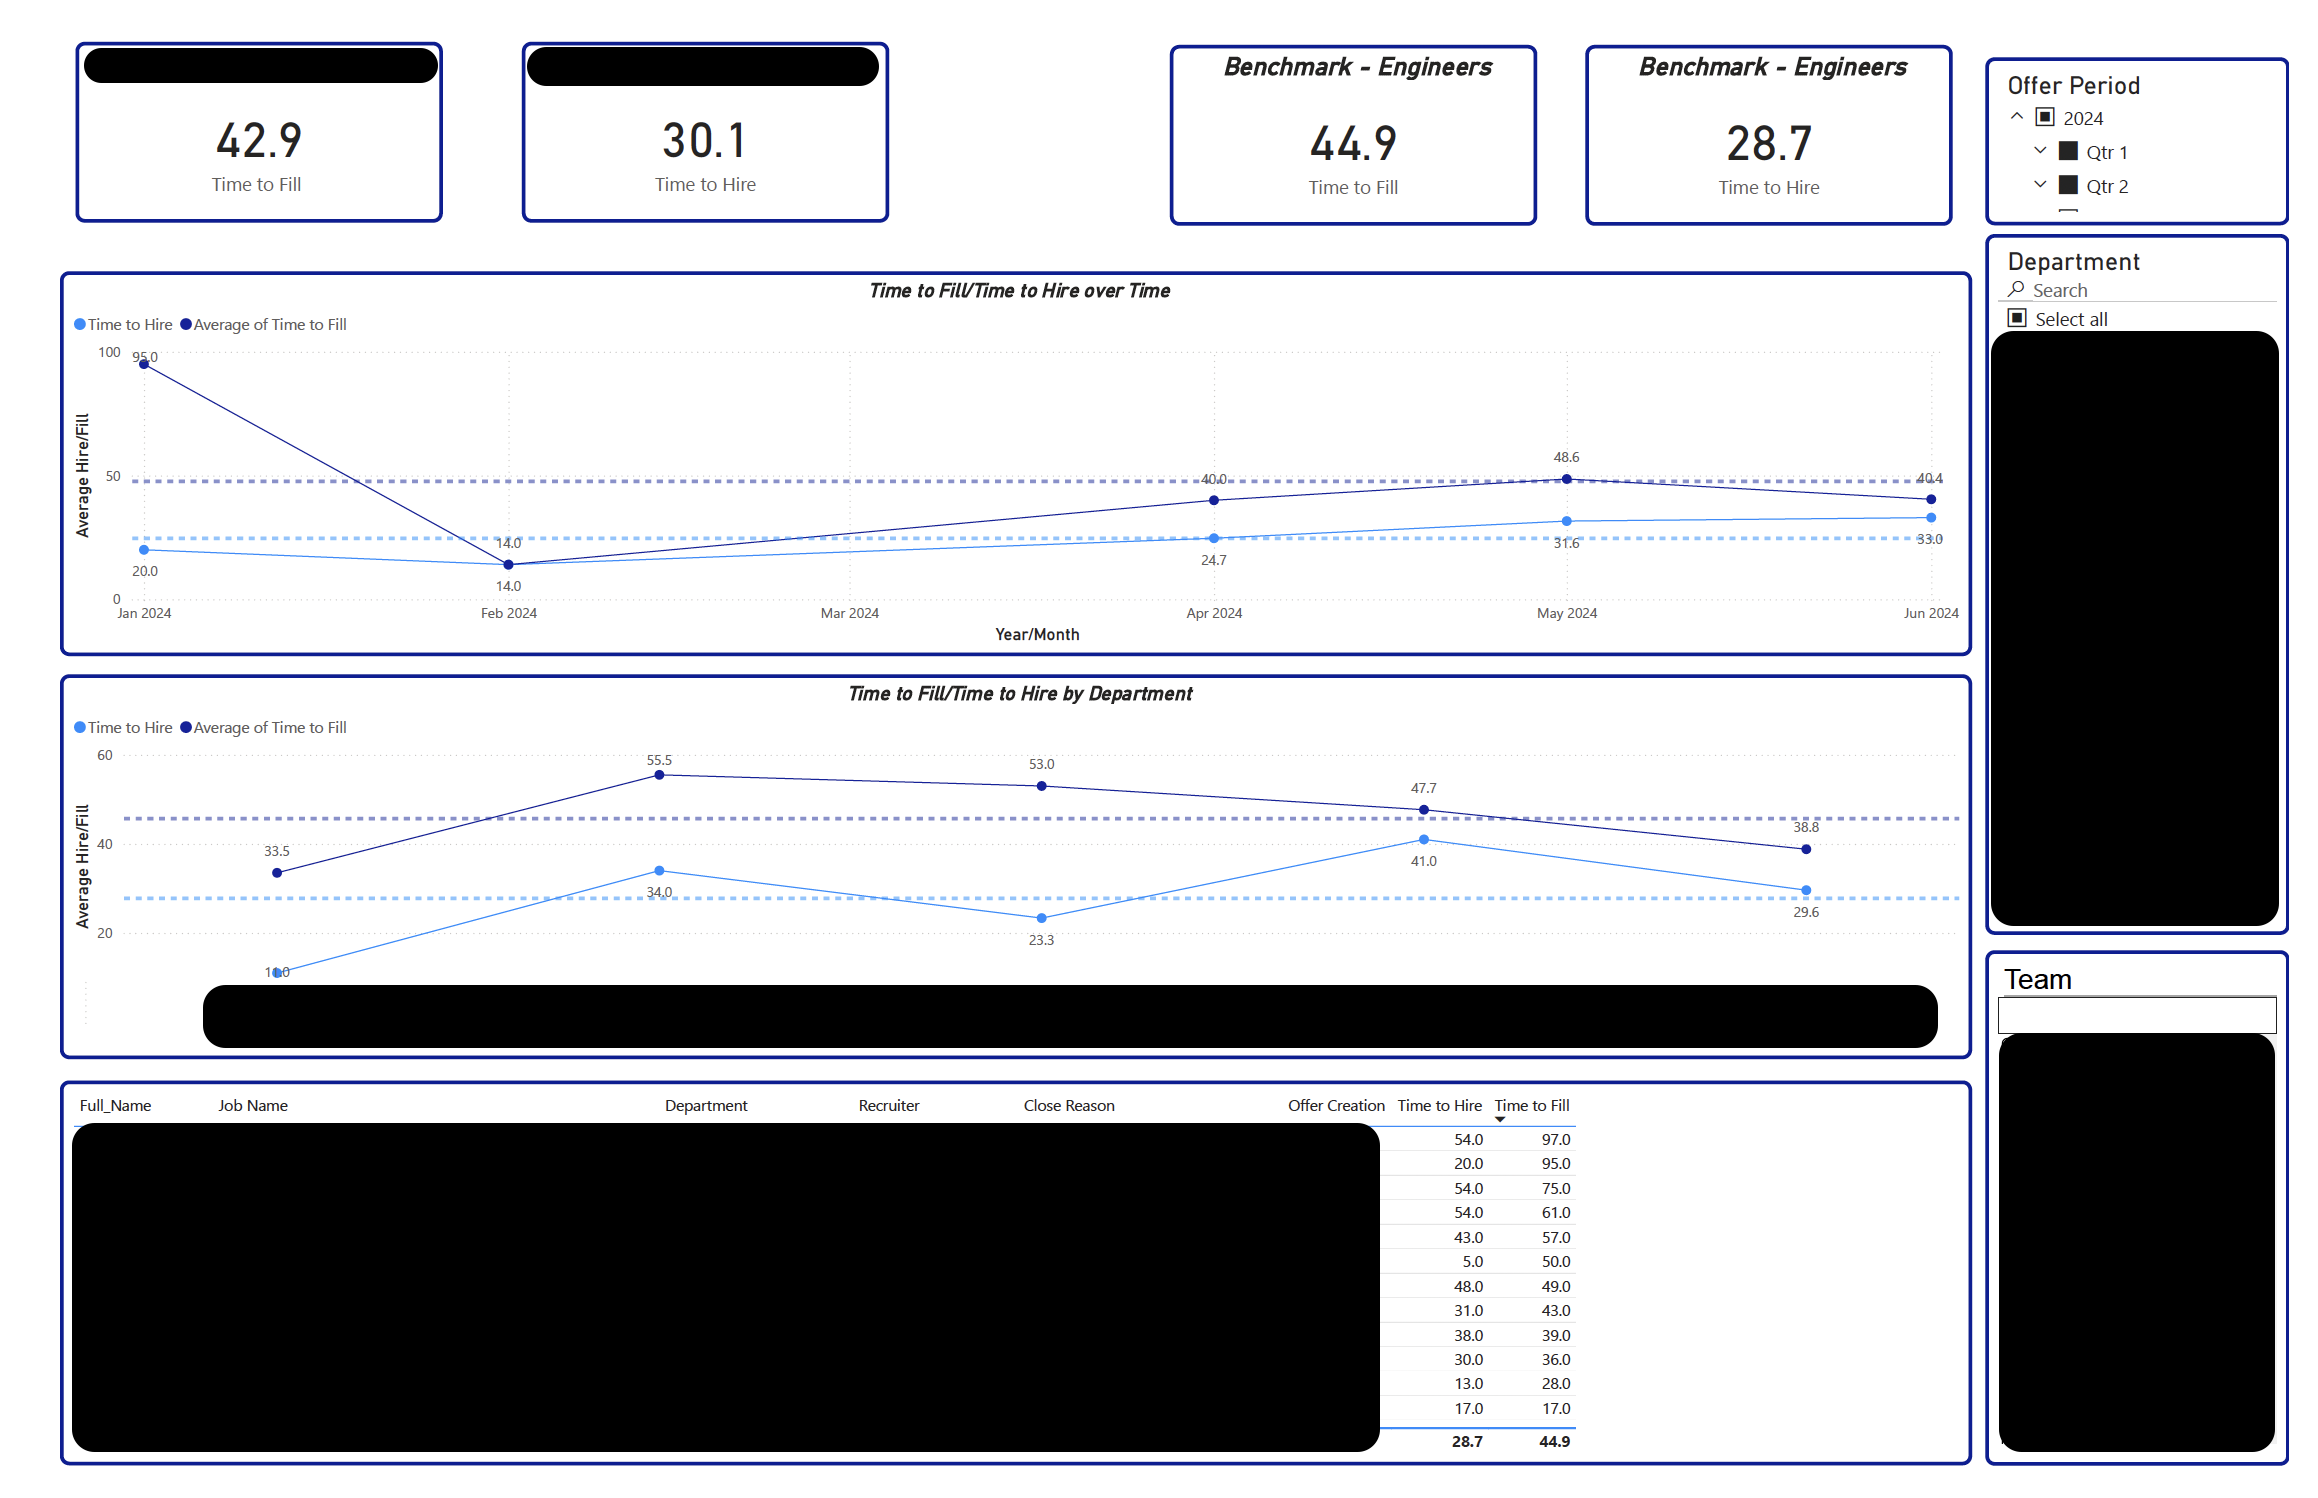 42.9
Time to Fill
30.1
Time to Hire
Benchmark - Engineers
44.9
Time to Fill
Benchmark - Engineers
28.7
Time to Hire
Offer Period
2024
Qtr 1
Qtr 2
Department
Search
Select all
Time to Fill/Time to Hire over Time
Time to Hire Average of Time to Fill
Average Hire/Fill
100
50
0
95.0
14.0
40.0
48.6
40.4
20.0
14.0
24.7
31.6
33.0
Jan 2024 Feb 2024 Mar 2024 Apr 2024 May 2024 Jun 2024
Year/Month
Time to Fill/Time to Hire by Department
Time to Hire Average of Time to Fill
Average Hire/Fill
60
40
20
33.5
55.5
53.0
47.7
38.8
11.0
34.0
23.3
41.0
29.6
Team
Full_Name Job Name Department Recruiter Close Reason Offer Creation Time to Hire Time to Fill
54.0 97.0
20.0 95.0
54.0 75.0
54.0 61.0
43.0 57.0
5.0 50.0
48.0 49.0
31.0 43.0
38.0 39.0
30.0 36.0
13.0 28.0
17.0 17.0
28.7 44.9